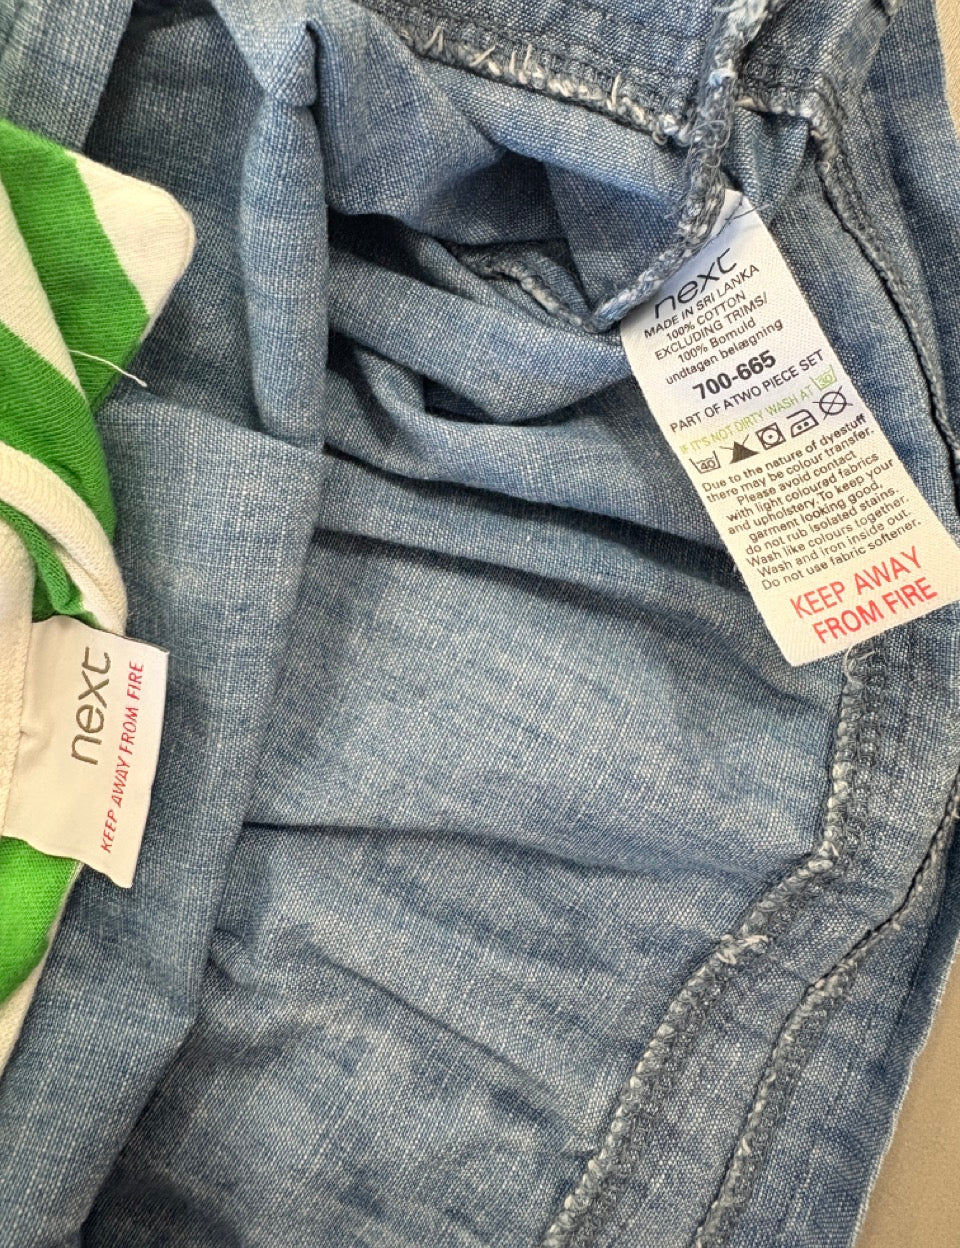 next
MADE IN SRI LANKA
100% COTTON
EXCLUDING TRIMS/
100% Bomuld
undtagen belægning
700-665
PART OF A TWO PIECE SET
IF IT'S NOT DIRTY WASH AT 30
40
Due to the nature of dyestuff
there may be colour transfer.
Please avoid contact
with light coloured fabrics
and upholstery.To keep your
garment looking good,
do not rub isolated stains.
Wash like colours together.
Wash and iron inside out.
Do not use fabric softener.
KEEP AWAY
FROM FIRE
next
KEEP AWAY FROM FIRE